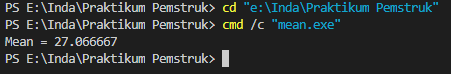 PS E:\Inda\Praktikum Pemstruk> cd "e:\Inda\Praktikum Pemstruk"
PS E:\Inda\Praktikum Pemstruk> cmd /c "mean.exe"
Mean = 27.066667
PS E:\Inda\Praktikum Pemstruk>